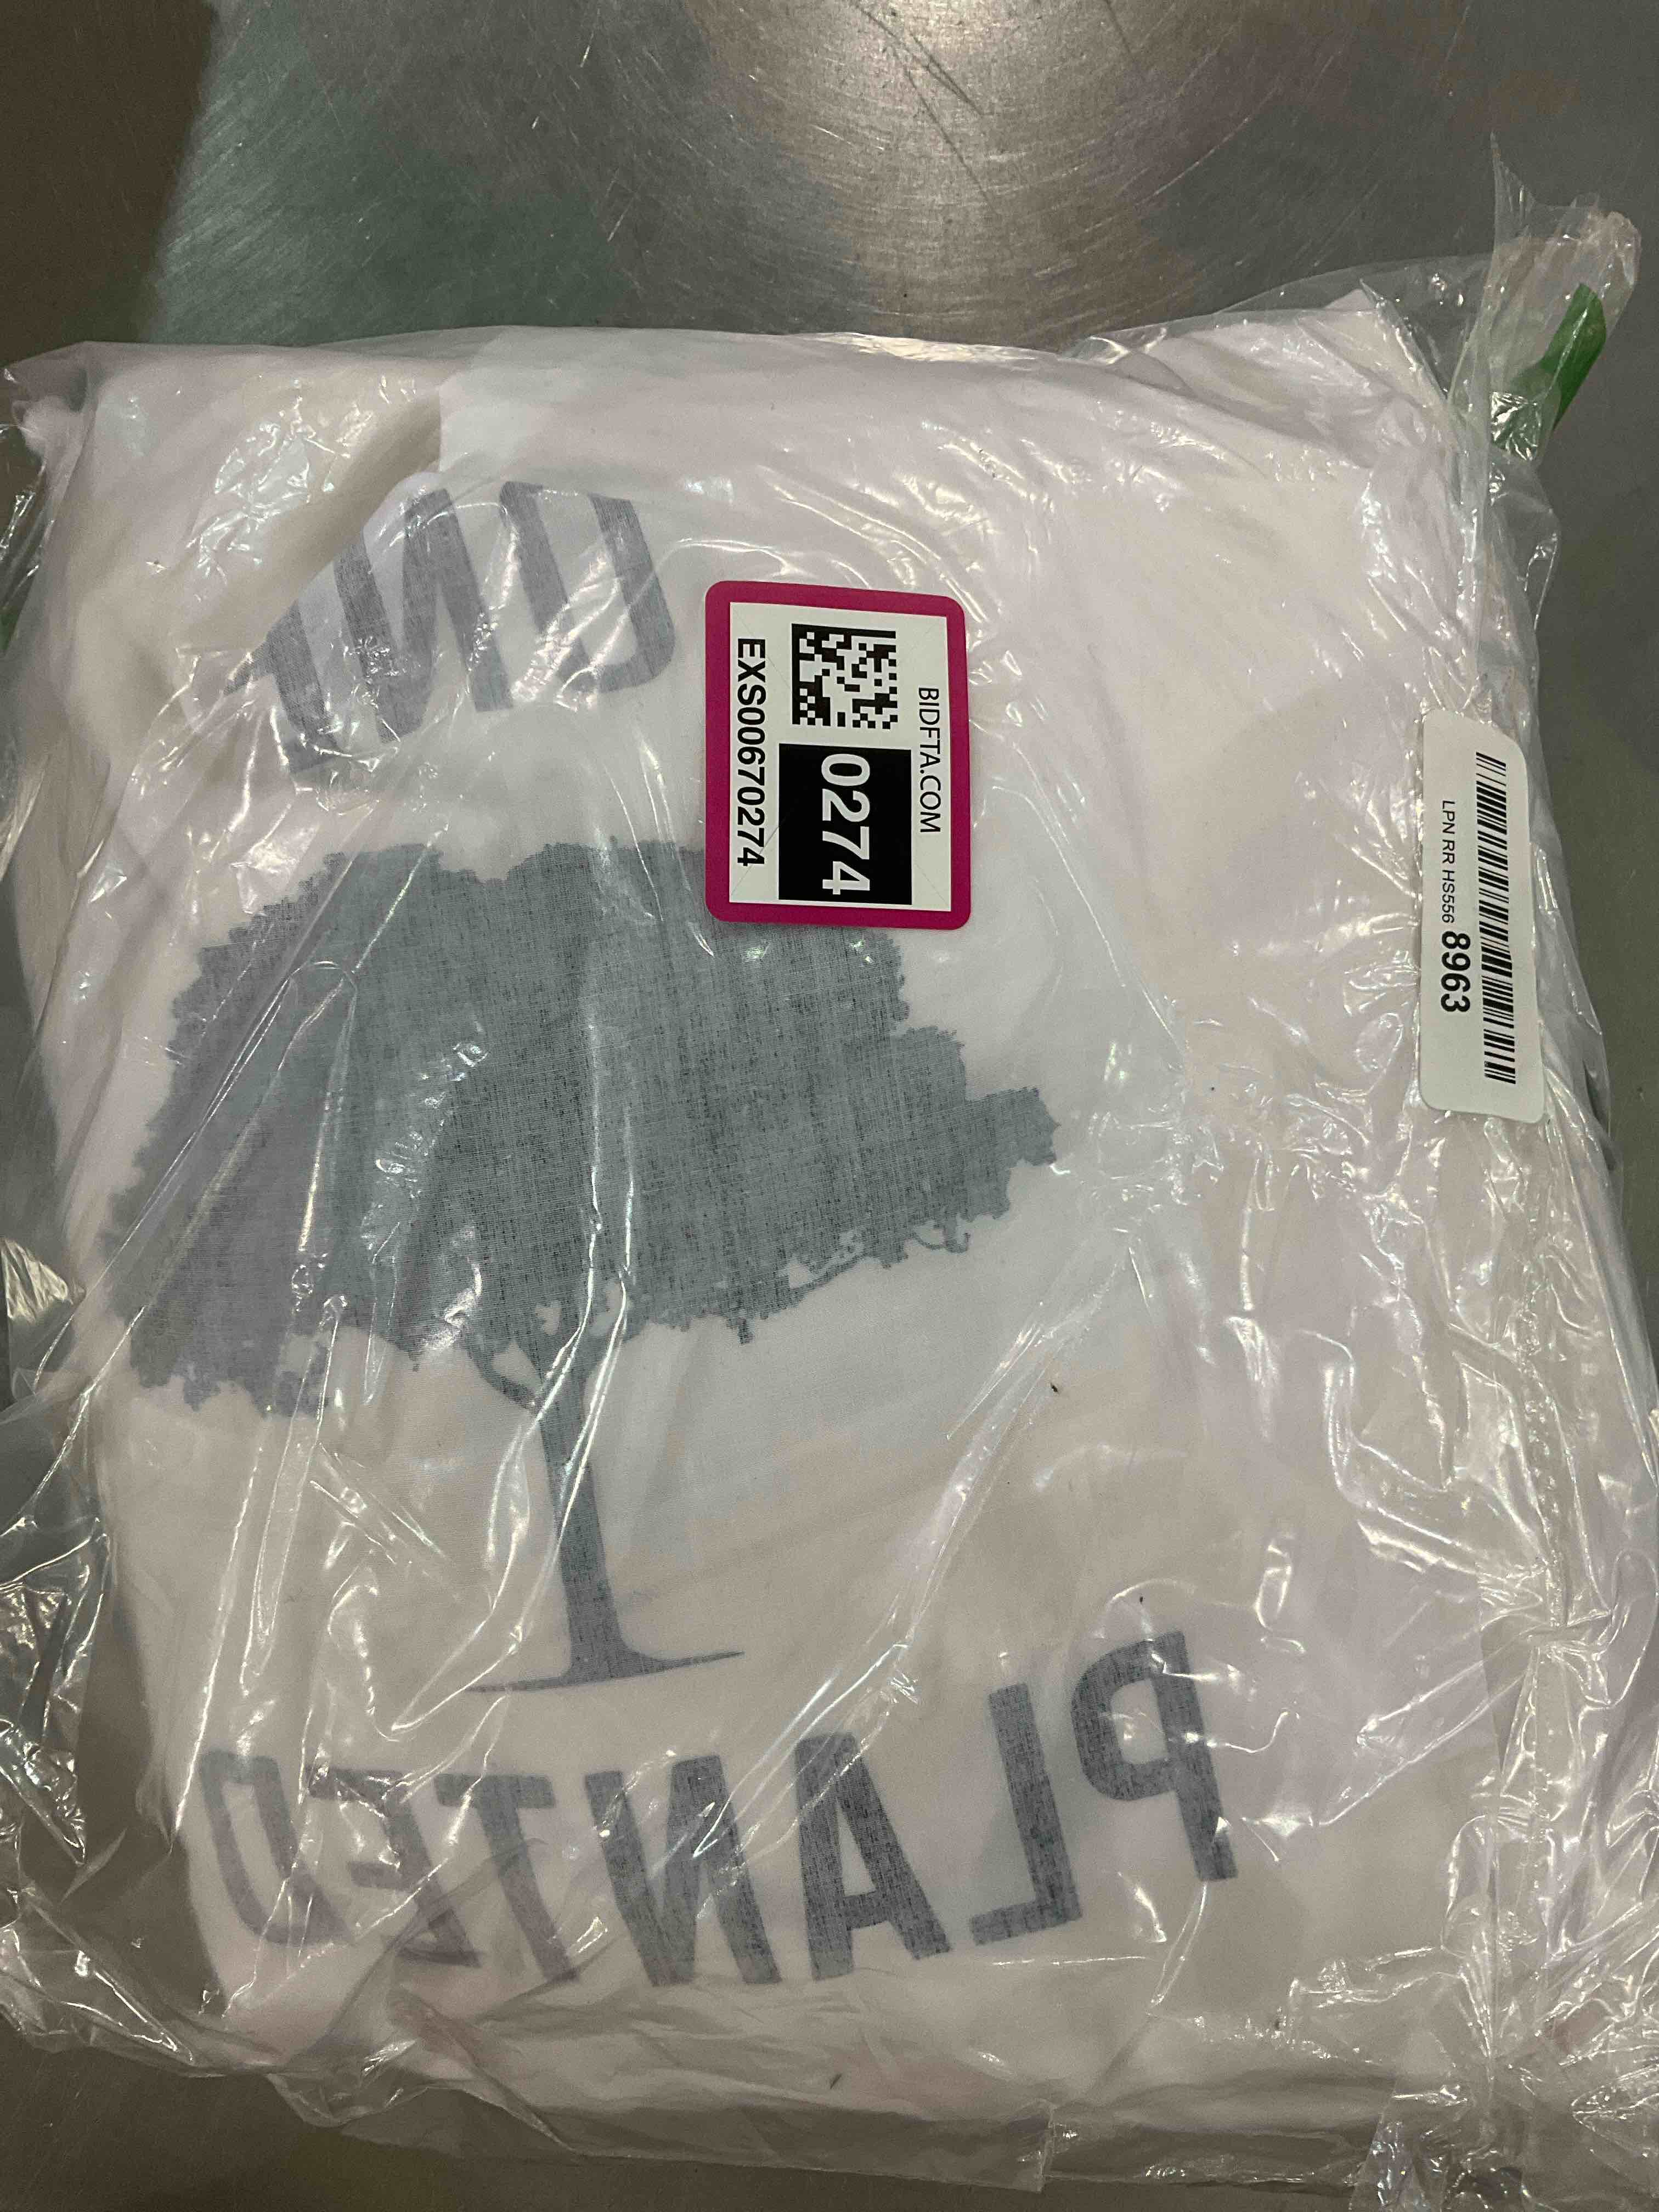 BIDFTA.COM
0274
EXS00670274
LPN RR HS556 8963
PLANTED